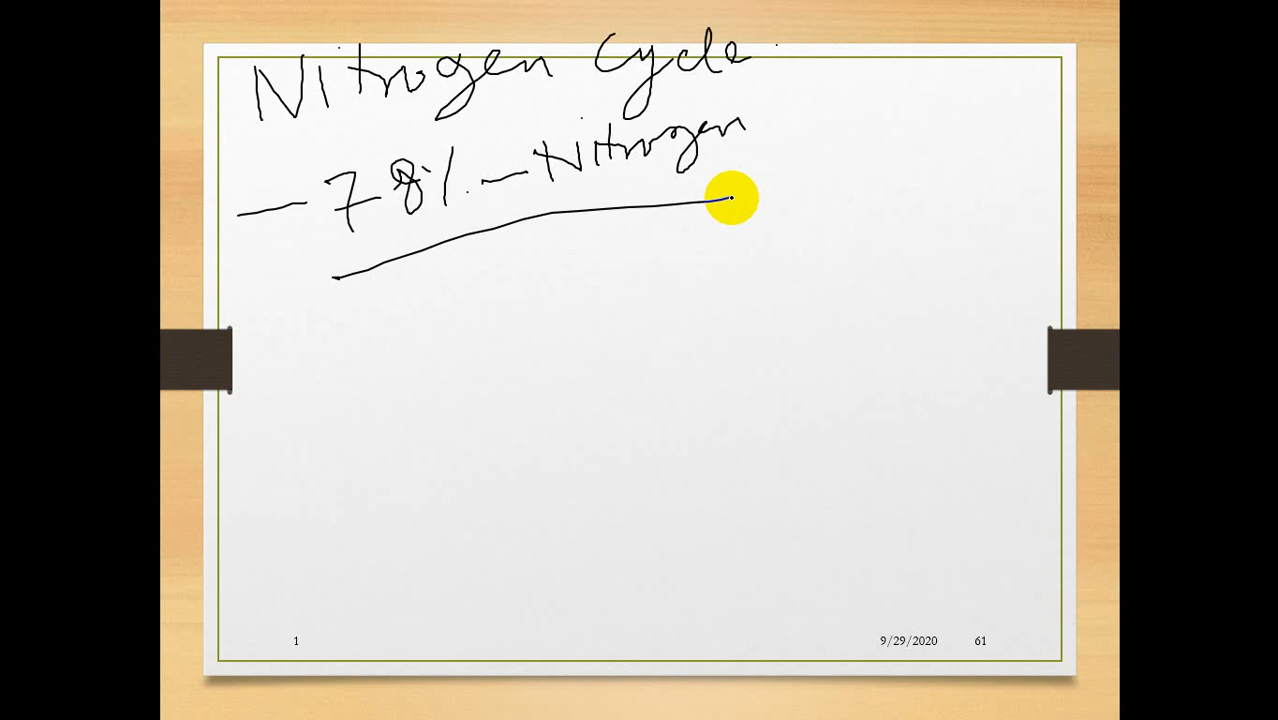 Nitrogen Cycle
— 78% — Nitrogen
1 9/29/2020 61